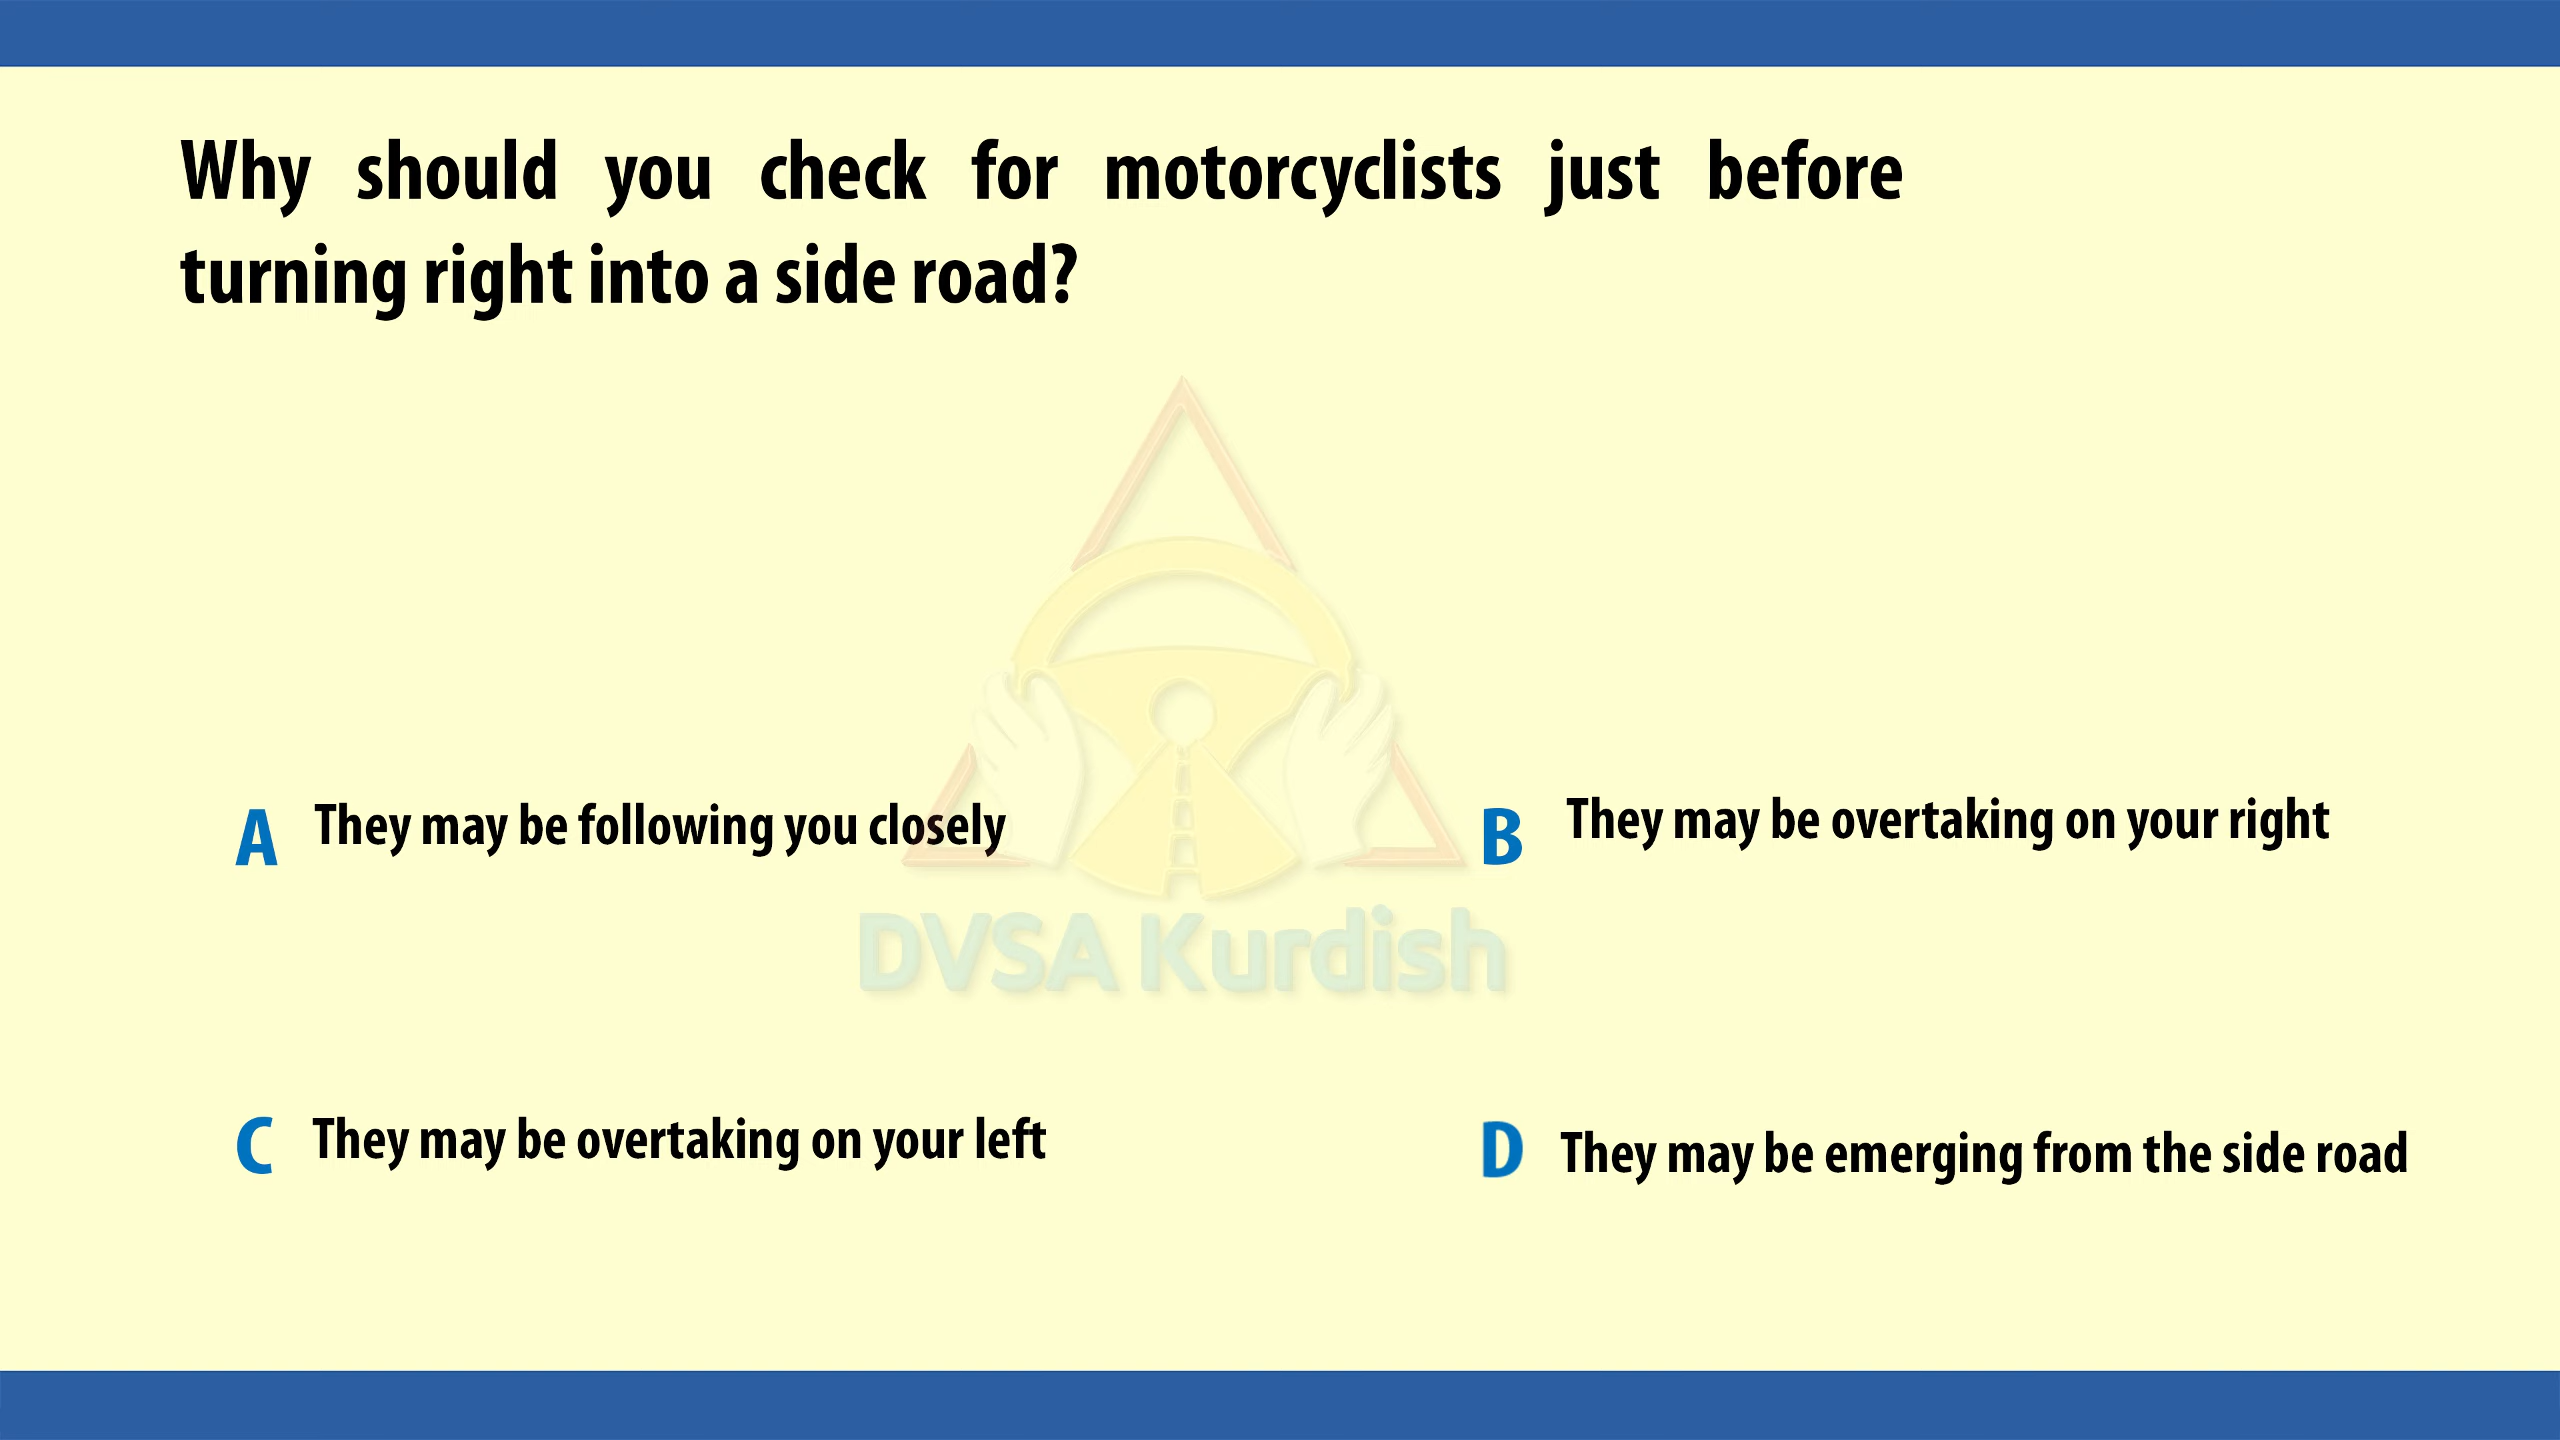 Why should you check for motorcyclists just before
turning right into a side road?
A They may be following you closely
B They may be overtaking on your right
DVSA Kurdish
C They may be overtaking on your left
D They may be emerging from the side road